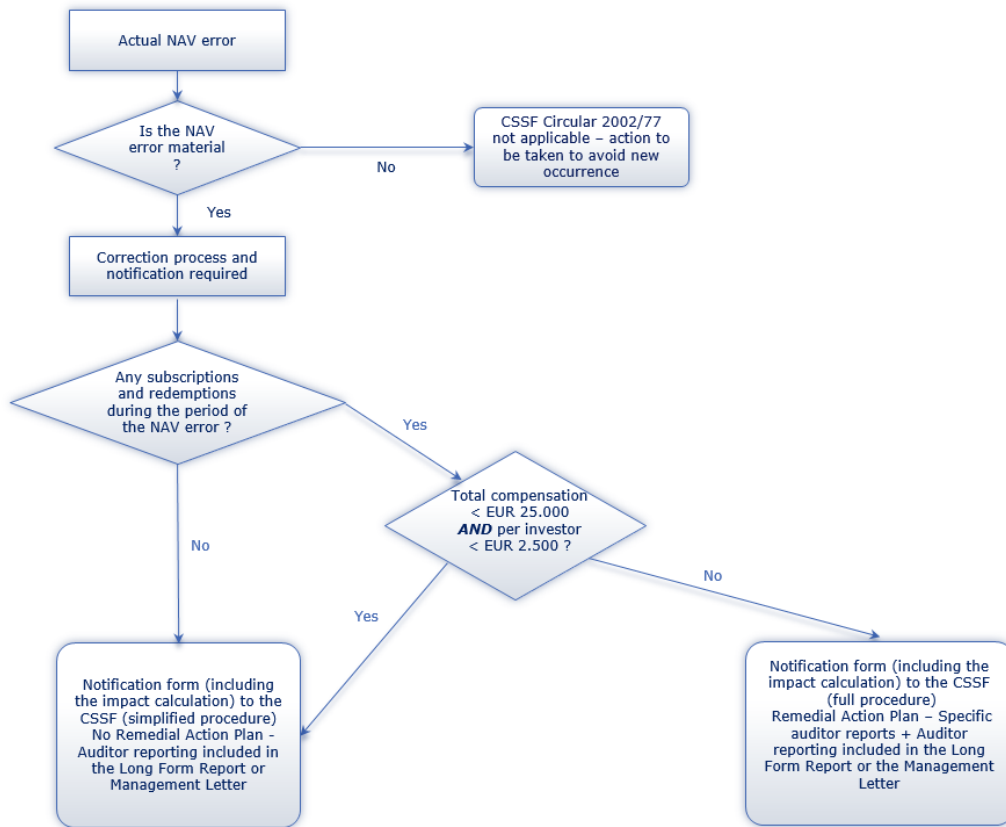 Actual NAV error
Is the NAV
error material
?
No
CSSF Circular 2002/77
not applicable – action to
be taken to avoid new
occurrence
Yes
Correction process and
notification required
Any subscriptions
and redemptions
during the period of
the NAV error ?
Yes
Total compensation
< EUR 25.000
AND per investor
< EUR 2.500 ?
No
No
Yes
Notification form (including
the impact calculation) to the
CSSF (simplified procedure)
No Remedial Action Plan -
Auditor reporting included in
the Long Form Report or
Management Letter
Notification form (including the
impact calculation) to the CSSF
(full procedure)
Remedial Action Plan – Specific
auditor reports + Auditor
reporting included in the Long
Form Report or the Management
Letter